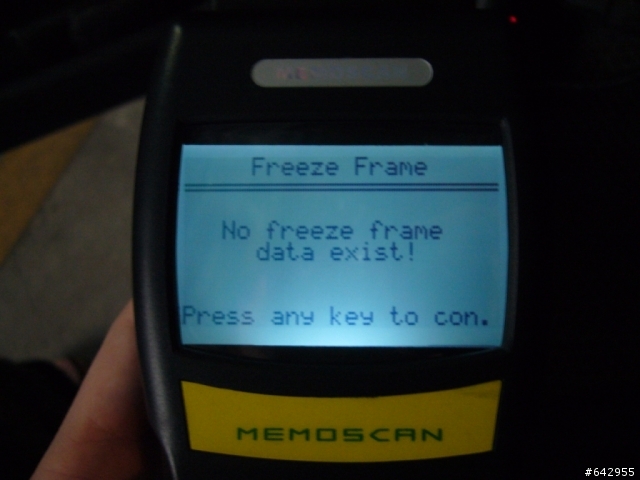 Freeze Frame
No freeze frame
data exist!
Press any key to con.
MEMOSCAN
#642955